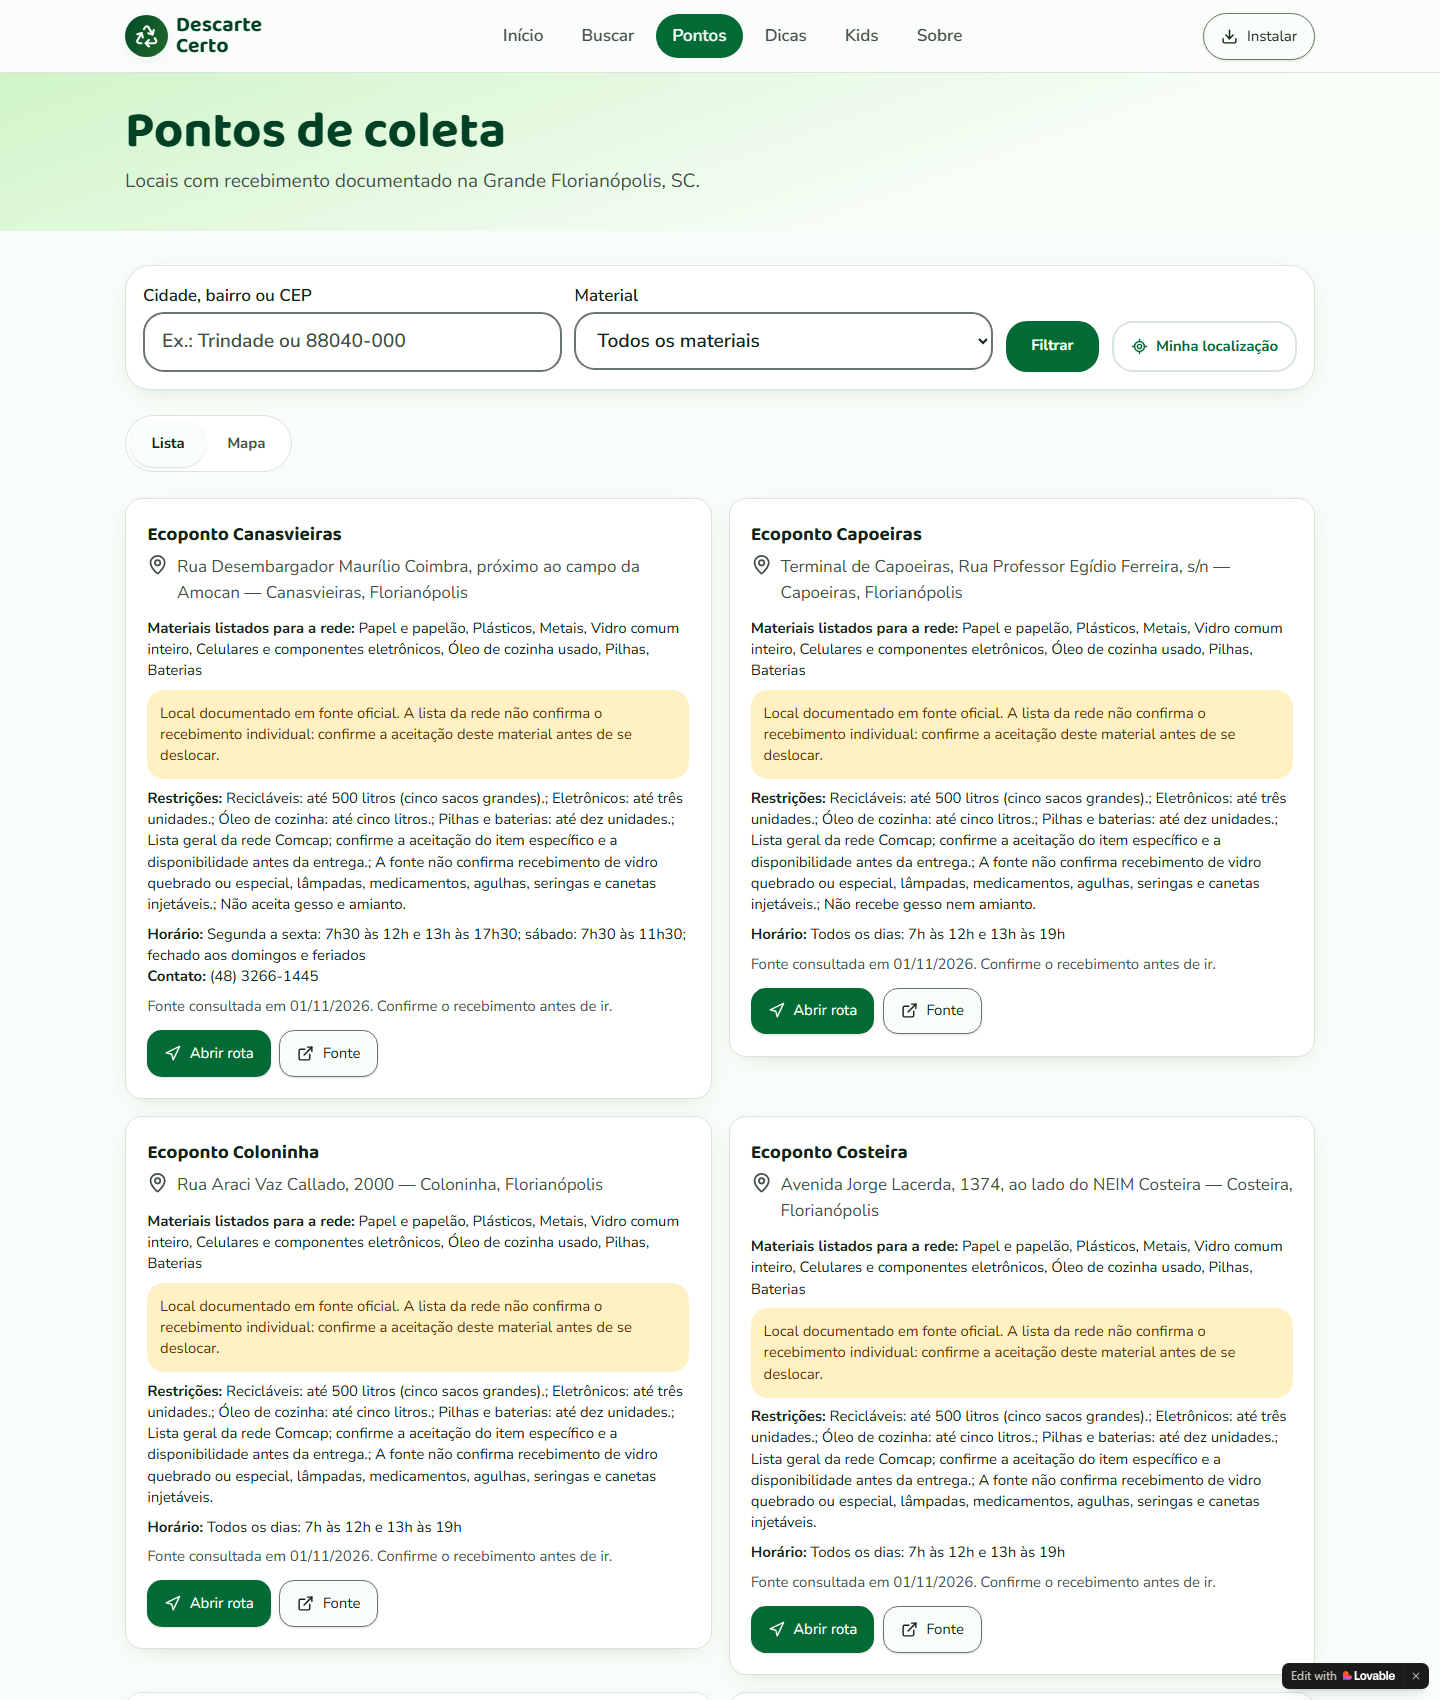 Descarte
Certo
Início
Buscar
Pontos
Dicas
Kids
Sobre
Instalar
Pontos de coleta
Locais com recebimento documentado na Grande Florianópolis, SC.
Cidade, bairro ou CEP
Material
Ex.: Trindade ou 88040-000
Todos os materiais
Filtrar
Minha localização
Lista
Mapa
Ecoponto Canasvieiras
Rua Desembargador Maurílio Coimbra, próximo ao campo da
Amocan — Canasvieiras, Florianópolis
Materiais listados para a rede: Papel e papelão, Plásticos, Metais, Vidro comum
inteiro, Celulares e componentes eletrônicos, Óleo de cozinha usado, Pilhas,
Baterias
Local documentado em fonte oficial. A lista da rede não confirma o
recebimento individual: confirme a aceitação deste material antes de se
deslocar.
Restrições: Recicláveis: até 500 litros (cinco sacos grandes).; Eletrônicos: até três
unidades.; Óleo de cozinha: até cinco litros.; Pilhas e baterias: até dez unidades.;
Lista geral da rede Comcap; confirme a aceitação do item específico e a
disponibilidade antes da entrega.; A fonte não confirma recebimento de vidro
quebrado ou especial, lâmpadas, medicamentos, agulhas, seringas e canetas
injetáveis.; Não aceita gesso e amianto.
Horário: Segunda a sexta: 7h30 às 12h e 13h às 17h30; sábado: 7h30 às 11h30;
fechado aos domingos e feriados
Contato: (48) 3266-1445
Fonte consultada em 01/11/2026. Confirme o recebimento antes de ir.
Abrir rota
Fonte
Ecoponto Capoeiras
Terminal de Capoeiras, Rua Professor Egídio Ferreira, s/n —
Capoeiras, Florianópolis
Materiais listados para a rede: Papel e papelão, Plásticos, Metais, Vidro comum
inteiro, Celulares e componentes eletrônicos, Óleo de cozinha usado, Pilhas,
Baterias
Local documentado em fonte oficial. A lista da rede não confirma o
recebimento individual: confirme a aceitação deste material antes de se
deslocar.
Restrições: Recicláveis: até 500 litros (cinco sacos grandes).; Eletrônicos: até três
unidades.; Óleo de cozinha: até cinco litros.; Pilhas e baterias: até dez unidades.;
Lista geral da rede Comcap; confirme a aceitação do item específico e a
disponibilidade antes da entrega.; A fonte não confirma recebimento de vidro
quebrado ou especial, lâmpadas, medicamentos, agulhas, seringas e canetas
injetáveis.; Não recebe gesso nem amianto.
Horário: Todos os dias: 7h às 12h e 13h às 19h
Fonte consultada em 01/11/2026. Confirme o recebimento antes de ir.
Abrir rota
Fonte
Ecoponto Coloninha
Rua Araci Vaz Callado, 2000 — Coloninha, Florianópolis
Materiais listados para a rede: Papel e papelão, Plásticos, Metais, Vidro comum
inteiro, Celulares e componentes eletrônicos, Óleo de cozinha usado, Pilhas,
Baterias
Local documentado em fonte oficial. A lista da rede não confirma o
recebimento individual: confirme a aceitação deste material antes de se
deslocar.
Restrições: Recicláveis: até 500 litros (cinco sacos grandes).; Eletrônicos: até três
unidades.; Óleo de cozinha: até cinco litros.; Pilhas e baterias: até dez unidades.;
Lista geral da rede Comcap; confirme a aceitação do item específico e a
disponibilidade antes da entrega.; A fonte não confirma recebimento de vidro
quebrado ou especial, lâmpadas, medicamentos, agulhas, seringas e canetas
injetáveis.
Horário: Todos os dias: 7h às 12h e 13h às 19h
Fonte consultada em 01/11/2026. Confirme o recebimento antes de ir.
Abrir rota
Fonte
Ecoponto Costeira
Avenida Jorge Lacerda, 1374, ao lado do NEIM Costeira — Costeira,
Florianópolis
Materiais listados para a rede: Papel e papelão, Plásticos, Metais, Vidro comum
inteiro, Celulares e componentes eletrônicos, Óleo de cozinha usado, Pilhas,
Baterias
Local documentado em fonte oficial. A lista da rede não confirma o
recebimento individual: confirme a aceitação deste material antes de se
deslocar.
Restrições: Recicláveis: até 500 litros (cinco sacos grandes).; Eletrônicos: até três
unidades.; Óleo de cozinha: até cinco litros.; Pilhas e baterias: até dez unidades.;
Lista geral da rede Comcap; confirme a aceitação do item específico e a
disponibilidade antes da entrega.; A fonte não confirma recebimento de vidro
quebrado ou especial, lâmpadas, medicamentos, agulhas, seringas e canetas
injetáveis.
Horário: Todos os dias: 7h às 12h e 13h às 19h
Fonte consultada em 01/11/2026. Confirme o recebimento antes de ir.
Abrir rota
Fonte
Edit with Lovable